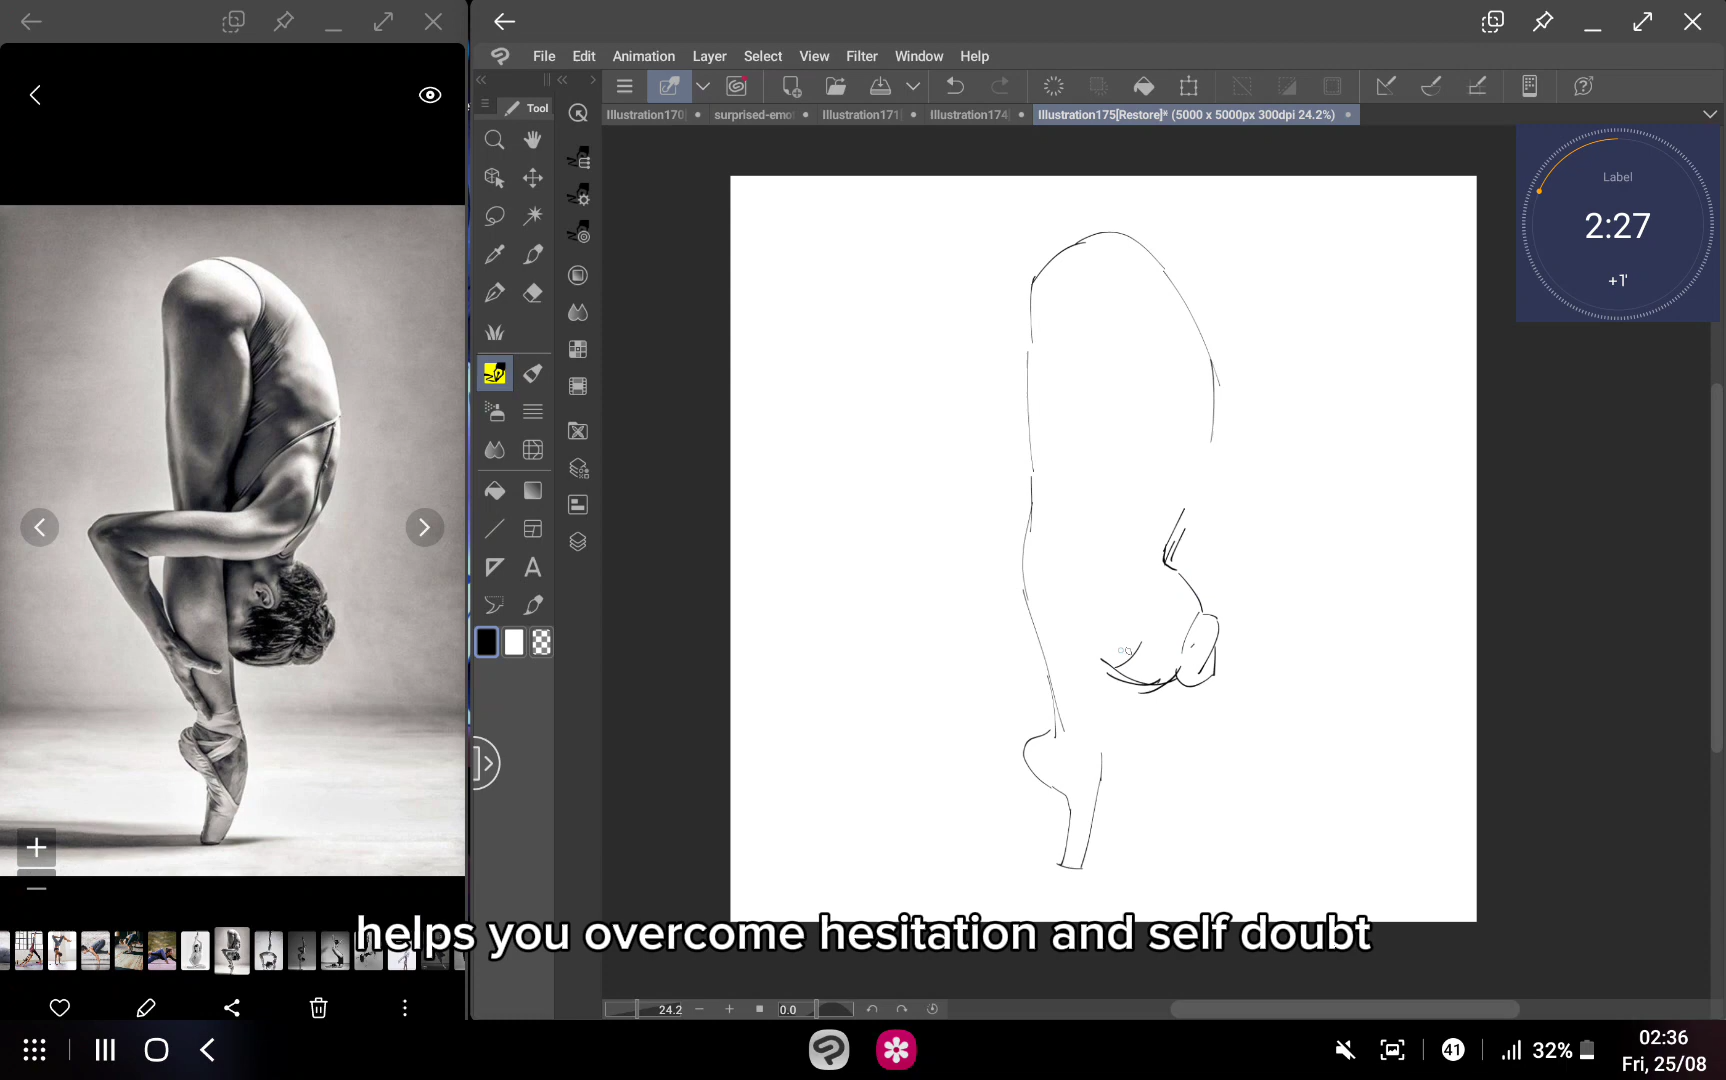 File Edit Animation Layer Select View Filter Window Help
Tool
Illustration170 surprised-emo Illustration171 Illustration174 Illustration175[Restore]* (5000 x 5000px 300dpi 24.2%)
Label
2:27
+1'
A
helps you overcome hesitation and self doubt
24.2 0.0
41 32% 02:36
Fri, 25/08